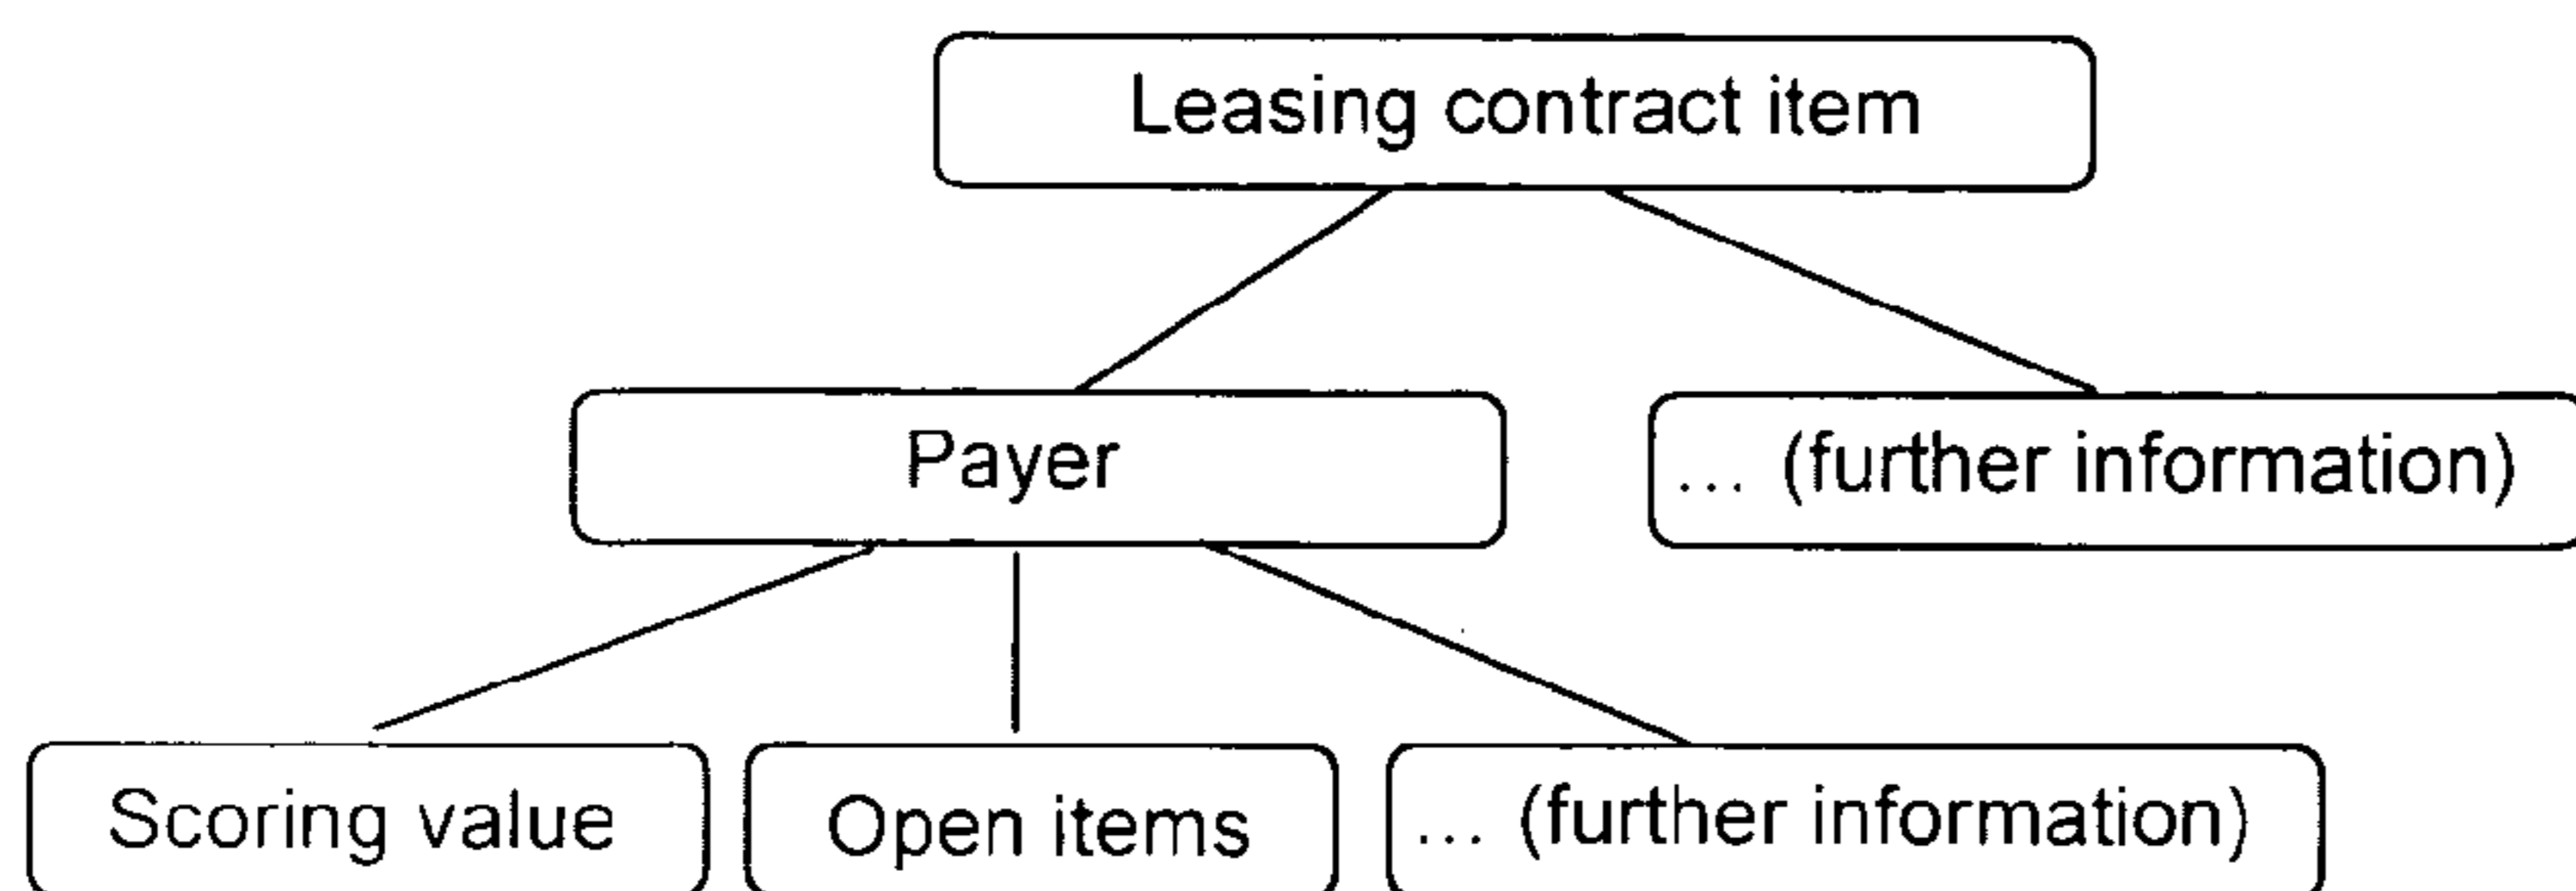 Leasing contract item
Payer
... (further information)
Scoring value
Open items
... (further information)